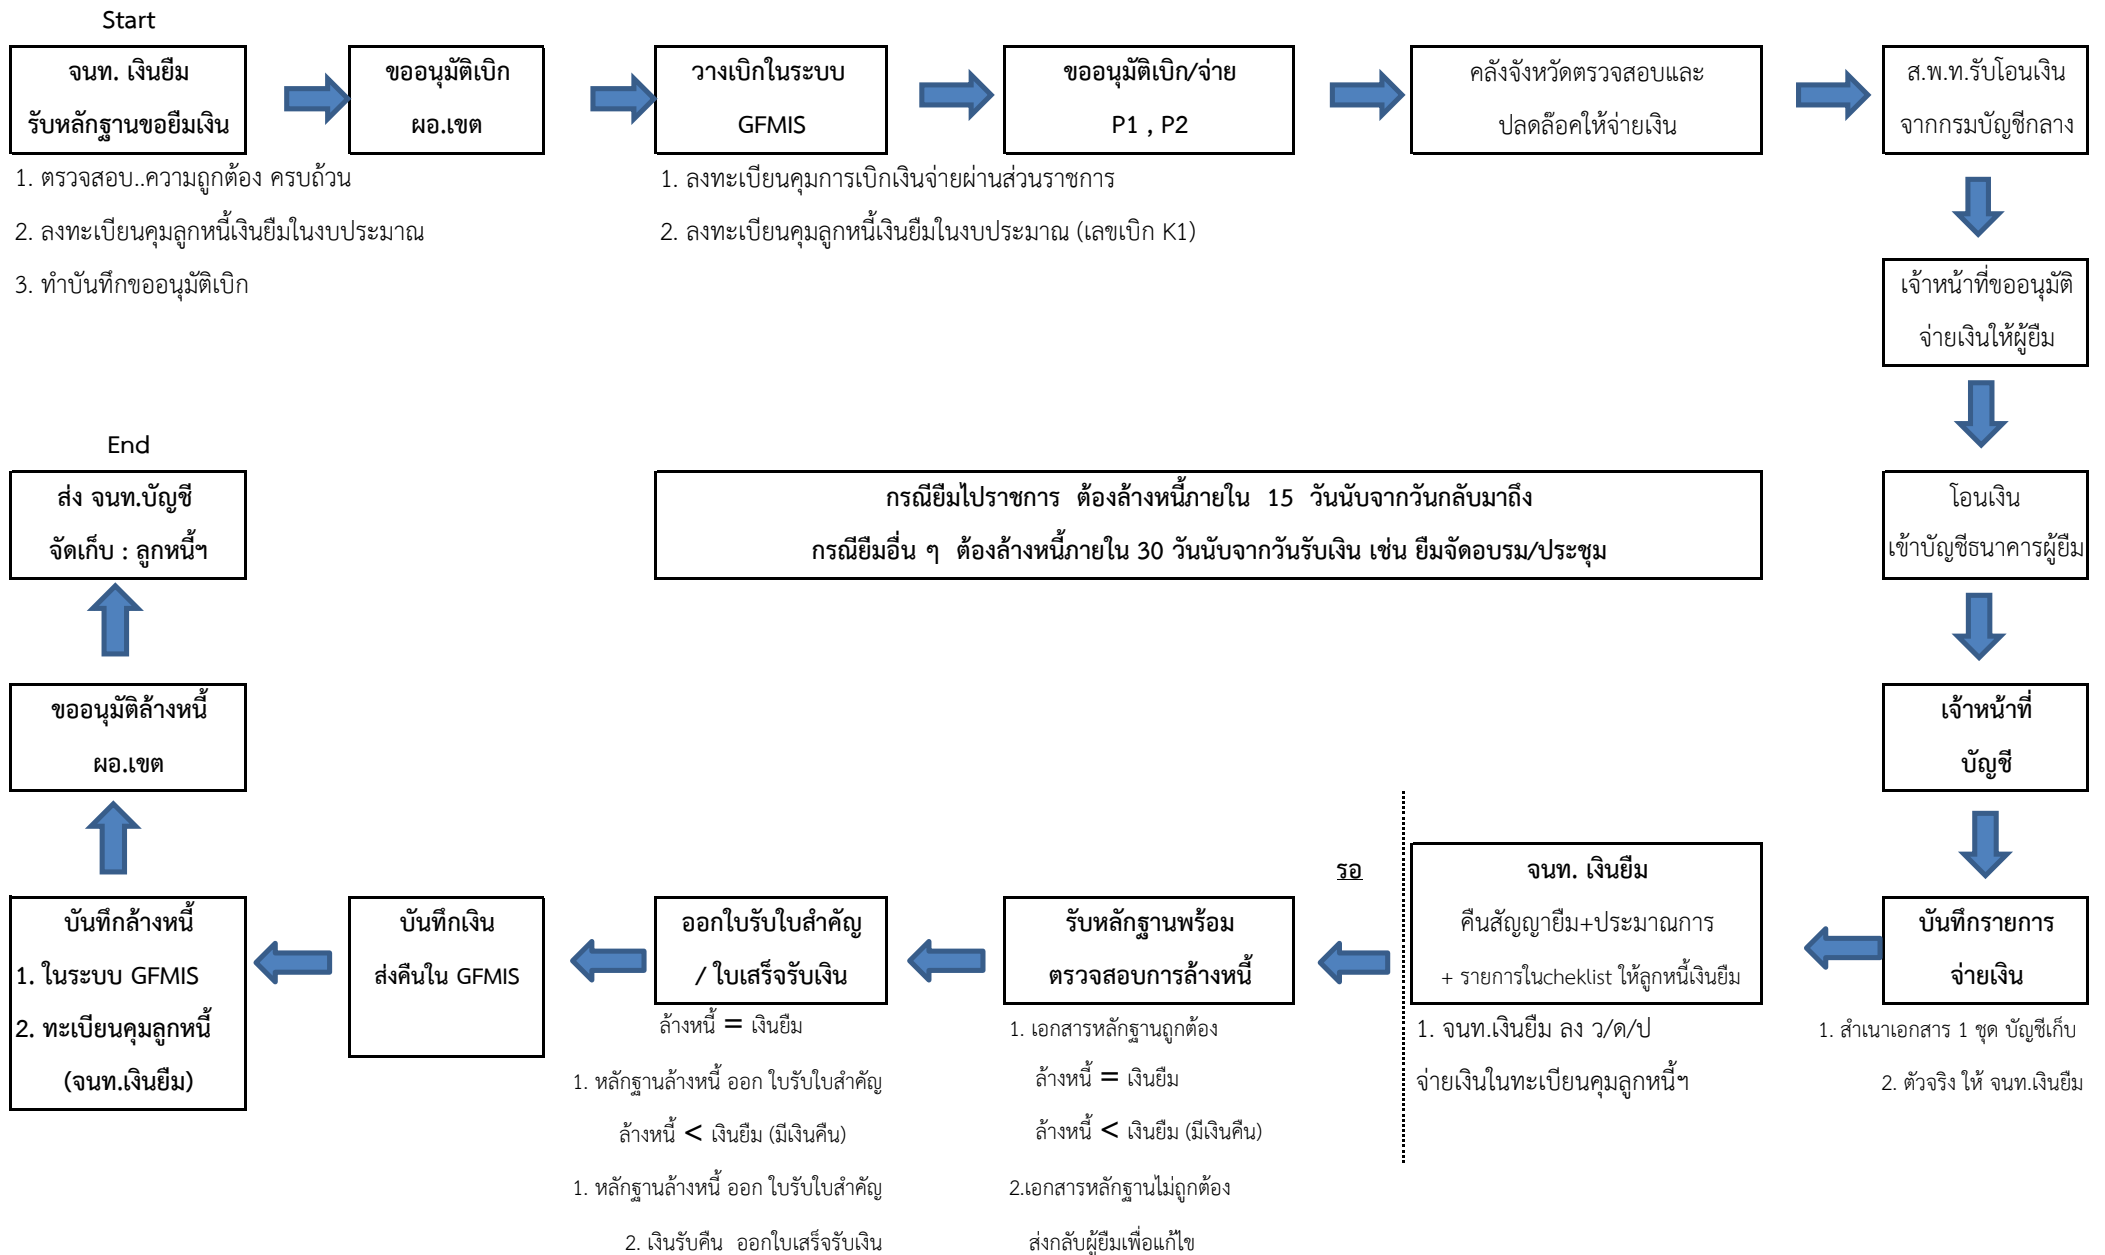 Start
จนท. เงินยืม
รับหลักฐานขอยืมเงิน
ขออนุมัติเบิก
ผอ.เขต
วางเบิกในระบบ
GFMIS
ขออนุมัติเบิก/จ่าย
P1 , P2
คลังจังหวัดตรวจสอบและ
ปลดล๊อคให้จ่ายเงิน
ส.พ.ท.รับโอนเงิน
จากกรมบัญชีกลาง
1. ตรวจสอบ..ความถูกต้อง ครบถ้วน
2. ลงทะเบียนคุมลูกหนี้เงินยืมในงบประมาณ
3. ทำบันทึกขออนุมัติเบิก
1. ลงทะเบียนคุมการเบิกเงินจ่ายผ่านส่วนราชการ
2. ลงทะเบียนคุมลูกหนี้เงินยืมในงบประมาณ (เลขเบิก K1)
เจ้าหน้าที่ขออนุมัติ
จ่ายเงินให้ผู้ยืม
End
ส่ง จนท.บัญชี
จัดเก็บ : ลูกหนี้ฯ
กรณียืมไปราชการ ต้องล้างหนี้ภายใน 15 วันนับจากวันกลับมาถึง
กรณียืมอื่น ๆ ต้องล้างหนี้ภายใน 30 วันนับจากวันรับเงิน เช่น ยืมจัดอบรม/ประชุม
โอนเงิน
เข้าบัญชีธนาคารผู้ยืม
ขออนุมัติล้างหนี้
ผอ.เขต
เจ้าหน้าที่
บัญชี
บันทึกล้างหนี้
1. ในระบบ GFMIS
2. ทะเบียนคุมลูกหนี้
(จนท.เงินยืม)
บันทึกเงิน
ส่งคืนใน GFMIS
ออกใบรับใบสำคัญ
/ ใบเสร็จรับเงิน
รับหลักฐานพร้อม
ตรวจสอบการล้างหนี้
รอ
จนท. เงินยืม
คืนสัญญายืม+ประมาณการ
+ รายการในcheklist ให้ลูกหนี้เงินยืม
บันทึกรายการ
จ่ายเงิน
ล้างหนี้ = เงินยืม
1. หลักฐานล้างหนี้ ออก ใบรับใบสำคัญ
ล้างหนี้ < เงินยืม (มีเงินคืน)
1. หลักฐานล้างหนี้ ออก ใบรับใบสำคัญ
2. เงินรับคืน ออกใบเสร็จรับเงิน
1. เอกสารหลักฐานถูกต้อง
ล้างหนี้ = เงินยืม
ล้างหนี้ < เงินยืม (มีเงินคืน)
2.เอกสารหลักฐานไม่ถูกต้อง
ส่งกลับผู้ยืมเพื่อแก้ไข
1. จนท.เงินยืม ลง ว/ด/ป
จ่ายเงินในทะเบียนคุมลูกหนี้ฯ
1. สำเนาเอกสาร 1 ชุด บัญชีเก็บ
2. ตัวจริง ให้ จนท.เงินยืม